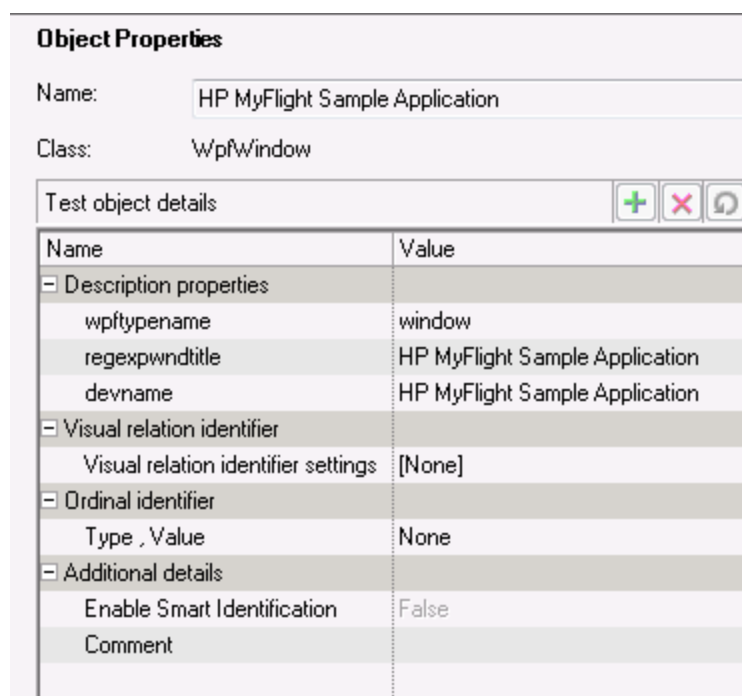 Object Properties
Name: HP MyFlight Sample Application
Class: WpfWindow
Test object details
Name Value
Description properties
wpftypename window
regexpwndtitle HP MyFlight Sample Application
devname HP MyFlight Sample Application
Visual relation identifier
Visual relation identifier settings [None]
Ordinal identifier
Type , Value None
Additional details
Enable Smart Identification False
Comment